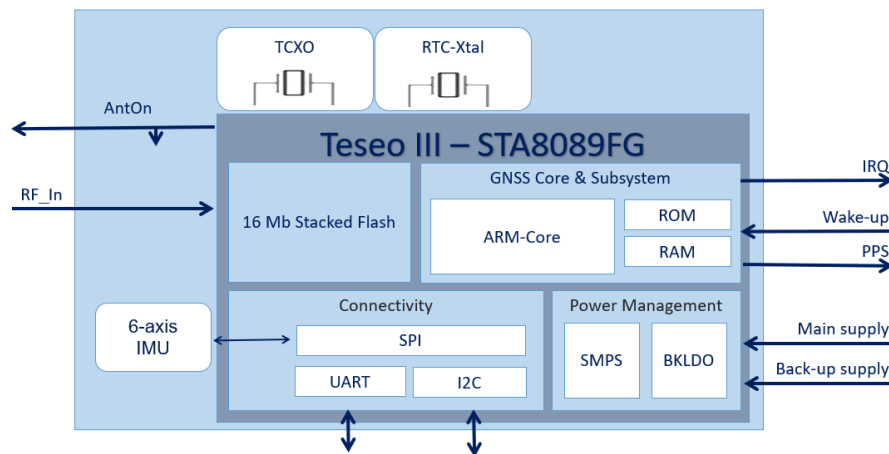 TCXO
RTC-Xtal
AntOn
Teseo III – STA8089FG
GNSS Core & Subsystem
IRQ
RF_In
16 Mb Stacked Flash
ARM-Core
ROM
Wake-up
RAM
PPS
Connectivity
Power Management
6-axis
IMU
SPI
SMPS
BKLDO
Main supply
UART
I2C
Back-up supply